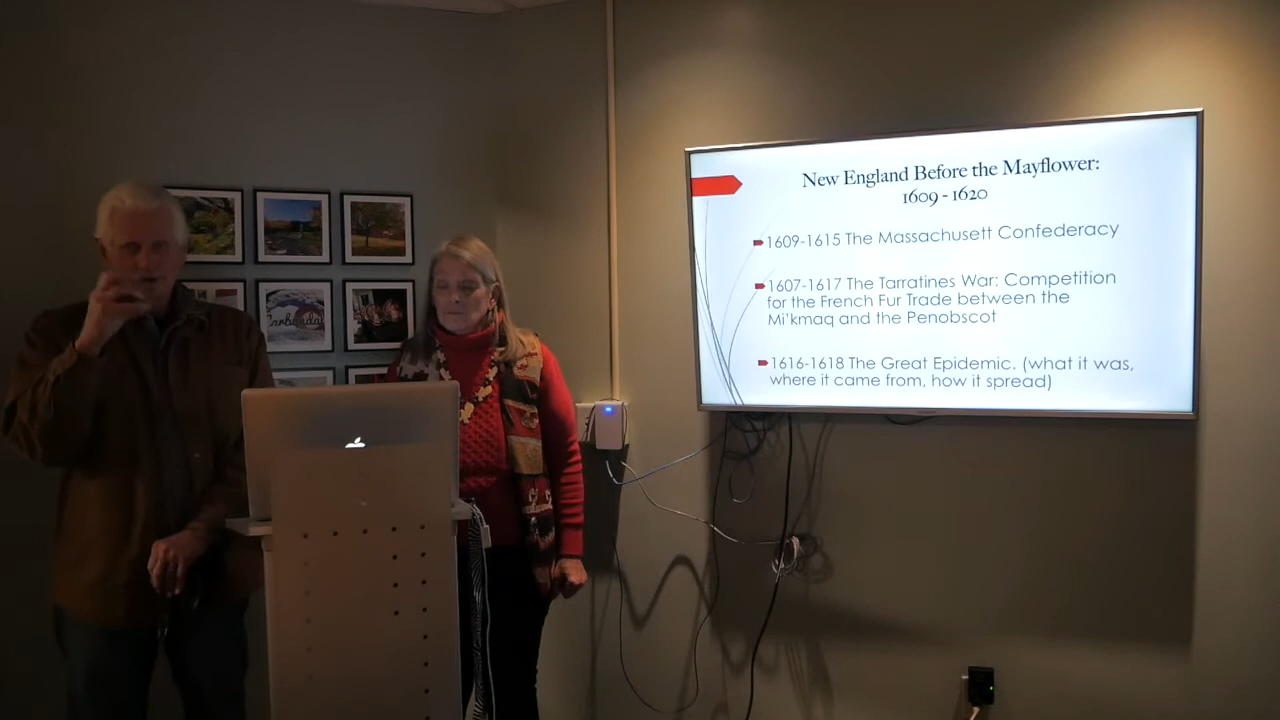 New England Before the Mayflower:
1609 - 1620
1609-1615 The Massachusett Confederacy
1607-1617 The Tarratines War: Competition
for the French Fur Trade between the
Mi'kmaq and the Penobscot
1616-1618 The Great Epidemic. (what it was,
where it came from, how it spread)
Carbondale